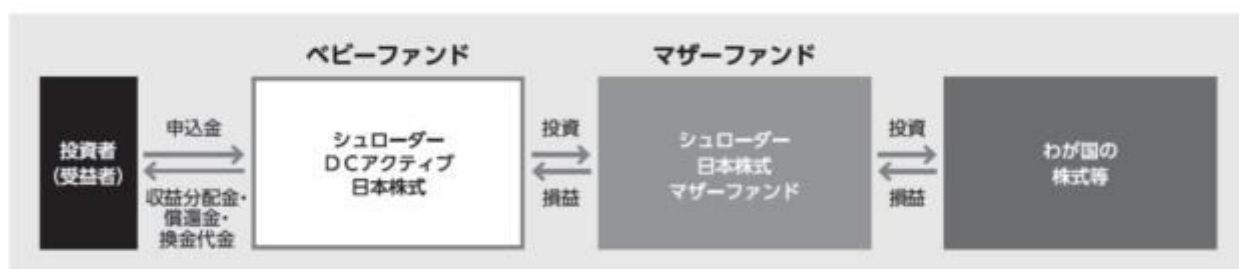 ベビーファンド
マザーファンド
投資者
(受益者)
申込金
収益分配金・
償還金・
換金代金
シュローダー
DCアクティブ
日本株式
投資
損益
シュローダー
日本株式
マザーファンド
投資
損益
わが国の
株式等